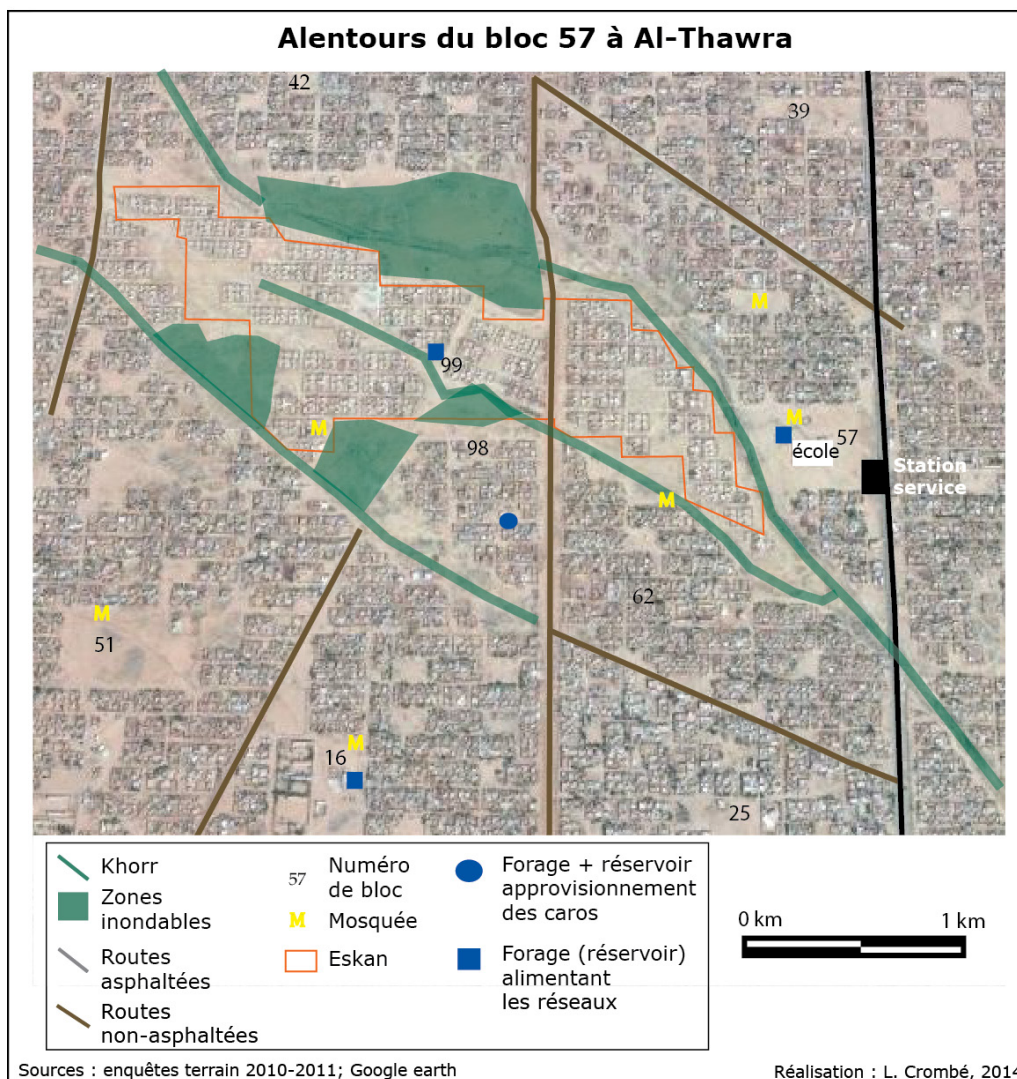 Alentours du bloc 57 à Al-Thawra
42
39
M
99
M
57
M
98
école
Station
service
M
62
M
51
M
16
25
Khorr
Zones
inondables
Routes
asphaltées
Routes
non-asphaltées
57
Numéro
de bloc
M
Mosquée
Eskan
Forage + réservoir
approvisionnement
des caros
Forage (réservoir)
alimentant
les réseaux
0 km
1 km
Sources : enquêtes terrain 2010-2011; Google earth
Réalisation : L. Crombé, 2014